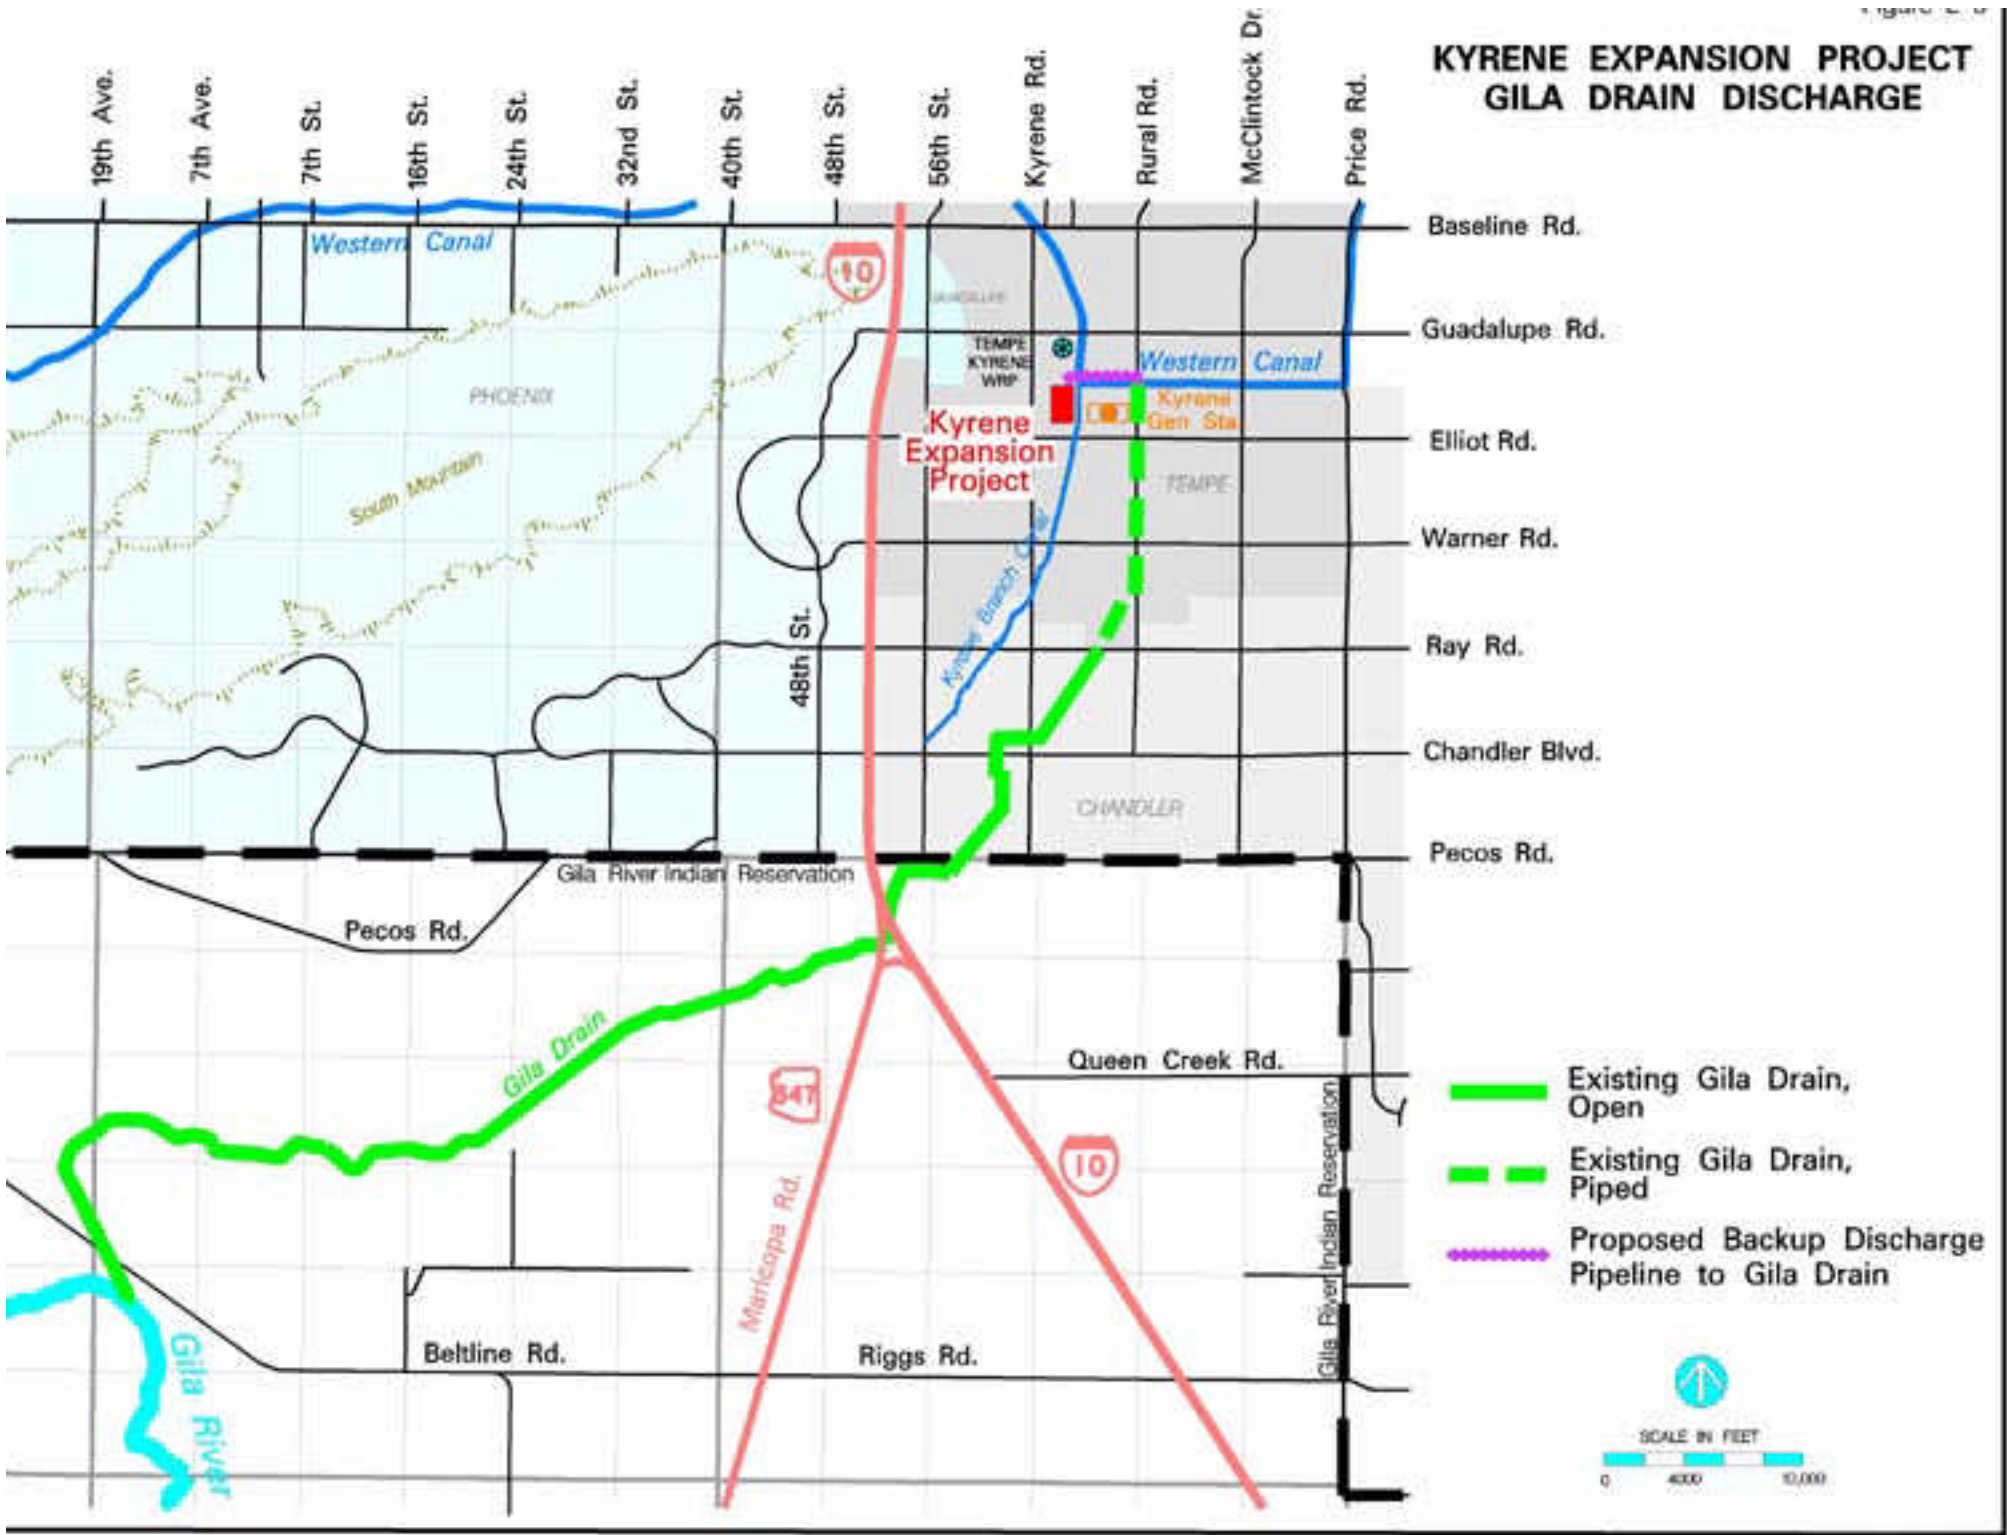 KYRENE EXPANSION PROJECT
GILA DRAIN DISCHARGE
19th Ave.
7th Ave.
7th St.
16th St.
24th St.
32nd St.
40th St.
48th St.
56th St.
Kyrene Rd.
Rural Rd.
McClintock Dr.
Price Rd.
Baseline Rd.
Western Canal
10
Guadalupe Rd.
TEMPE
KYRENE
WRP
Western Canal
PHOENIX
Kyrene
Gen Sta
Kyrene
Expansion
Project
Elliot Rd.
South Mountain
TEMPE
Warner Rd.
Kyrene Branch Canal
48th St.
Ray Rd.
Chandler Blvd.
CHANDLER
Pecos Rd.
Gila River Indian Reservation
Pecos Rd.
Gila Drain
Queen Creek Rd.
347
10
Maricopa Rd.
Gila River Indian Reservation
Existing Gila Drain,
Open
Existing Gila Drain,
Piped
Proposed Backup Discharge
Pipeline to Gila Drain
Gila River
Beltline Rd.
Riggs Rd.
SCALE IN FEET
0 4000 10,000